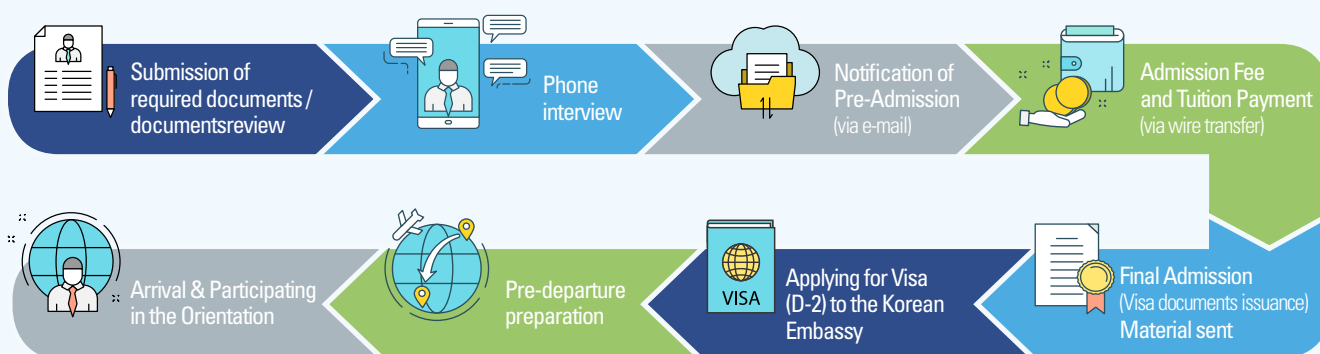 Submission of
required documents /
documentsreview
Phone
interview
Notification of
Pre-Admission
(via e-mail)
Admission Fee
and Tuition Payment
(via wire transfer)
Final Admission
(Visa documents issuance)
Material sent
VISA
Applying for Visa
(D-2) to the Korean
Embassy
Pre-departure
preparation
Arrival & Participating
in the Orientation